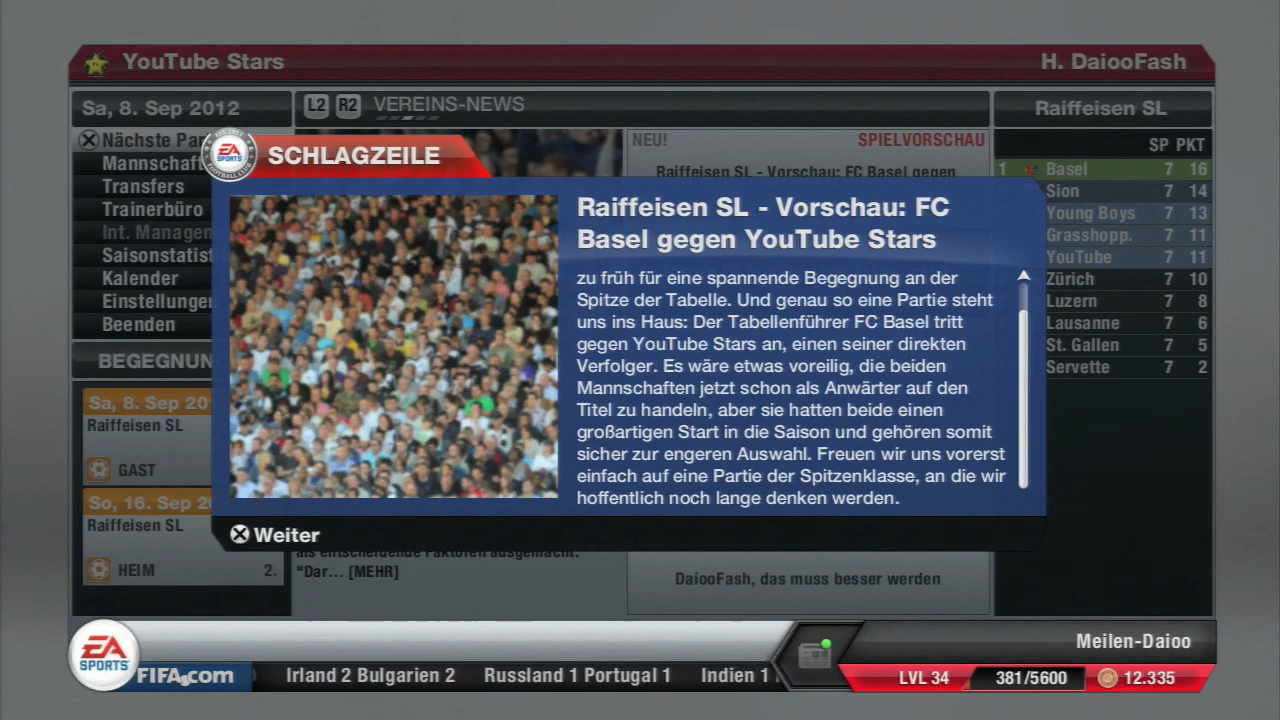 YouTube Stars
H. DaiooFash
Sa, 8. Sep 2012
L2 R2 VEREINS-NEWS
Raiffeisen SL
Nächste
NEU! SPIELVORSCHAU
Raiffeisen SL - Vorschau: FC Basel gegen
Transfers
Trainerbüro
Int.
Kalender
Beenden
SCHLAGZEILE
EA SPORTS
Raiffeisen SL - Vorschau: FC
Basel gegen YouTube Stars
zu früh für eine spannende Begegnung an der
Spitze der Tabelle. Und genau so eine Partie steht
uns ins Haus: Der Tabellenführer FC Basel tritt
gegen YouTube Stars an, einen seiner direkten
Verfolger. Es wäre etwas voreilig, die beiden
Mannschaften jetzt schon als Anwärter auf den
Titel zu handeln, aber sie hatten beide einen
großartigen Start in die Saison und gehören somit
sicher zur engeren Auswahl. Freuen wir uns vorerst
einfach auf eine Partie der Spitzenklasse, an die wir
hoffentlich noch lange denken werden.
Weiter
SP PKT
1 Basel 7 16
Sion 7 14
Young Boys 7 13
Grasshopp. 7 11
YouTube 7 11
Zürich 7 10
Luzern 7 8
Lausanne 7 6
St. Gallen 7 5
Servette 7 2
Sa, 8. Sep
Raiffeisen SL
GAST
So, 16. Sep
Raiffeisen SL
HEIM 2.
als entscheidende Faktoren ausgemacht.
"Dar... [MEHR]
DaiooFash, das muss besser werden
EA SPORTS
FIFA.com
Irland 2 Bulgarien 2 Russland 1 Portugal 1 Indien 1
Meilen-Daioo
LVL 34 381/5600 12.335